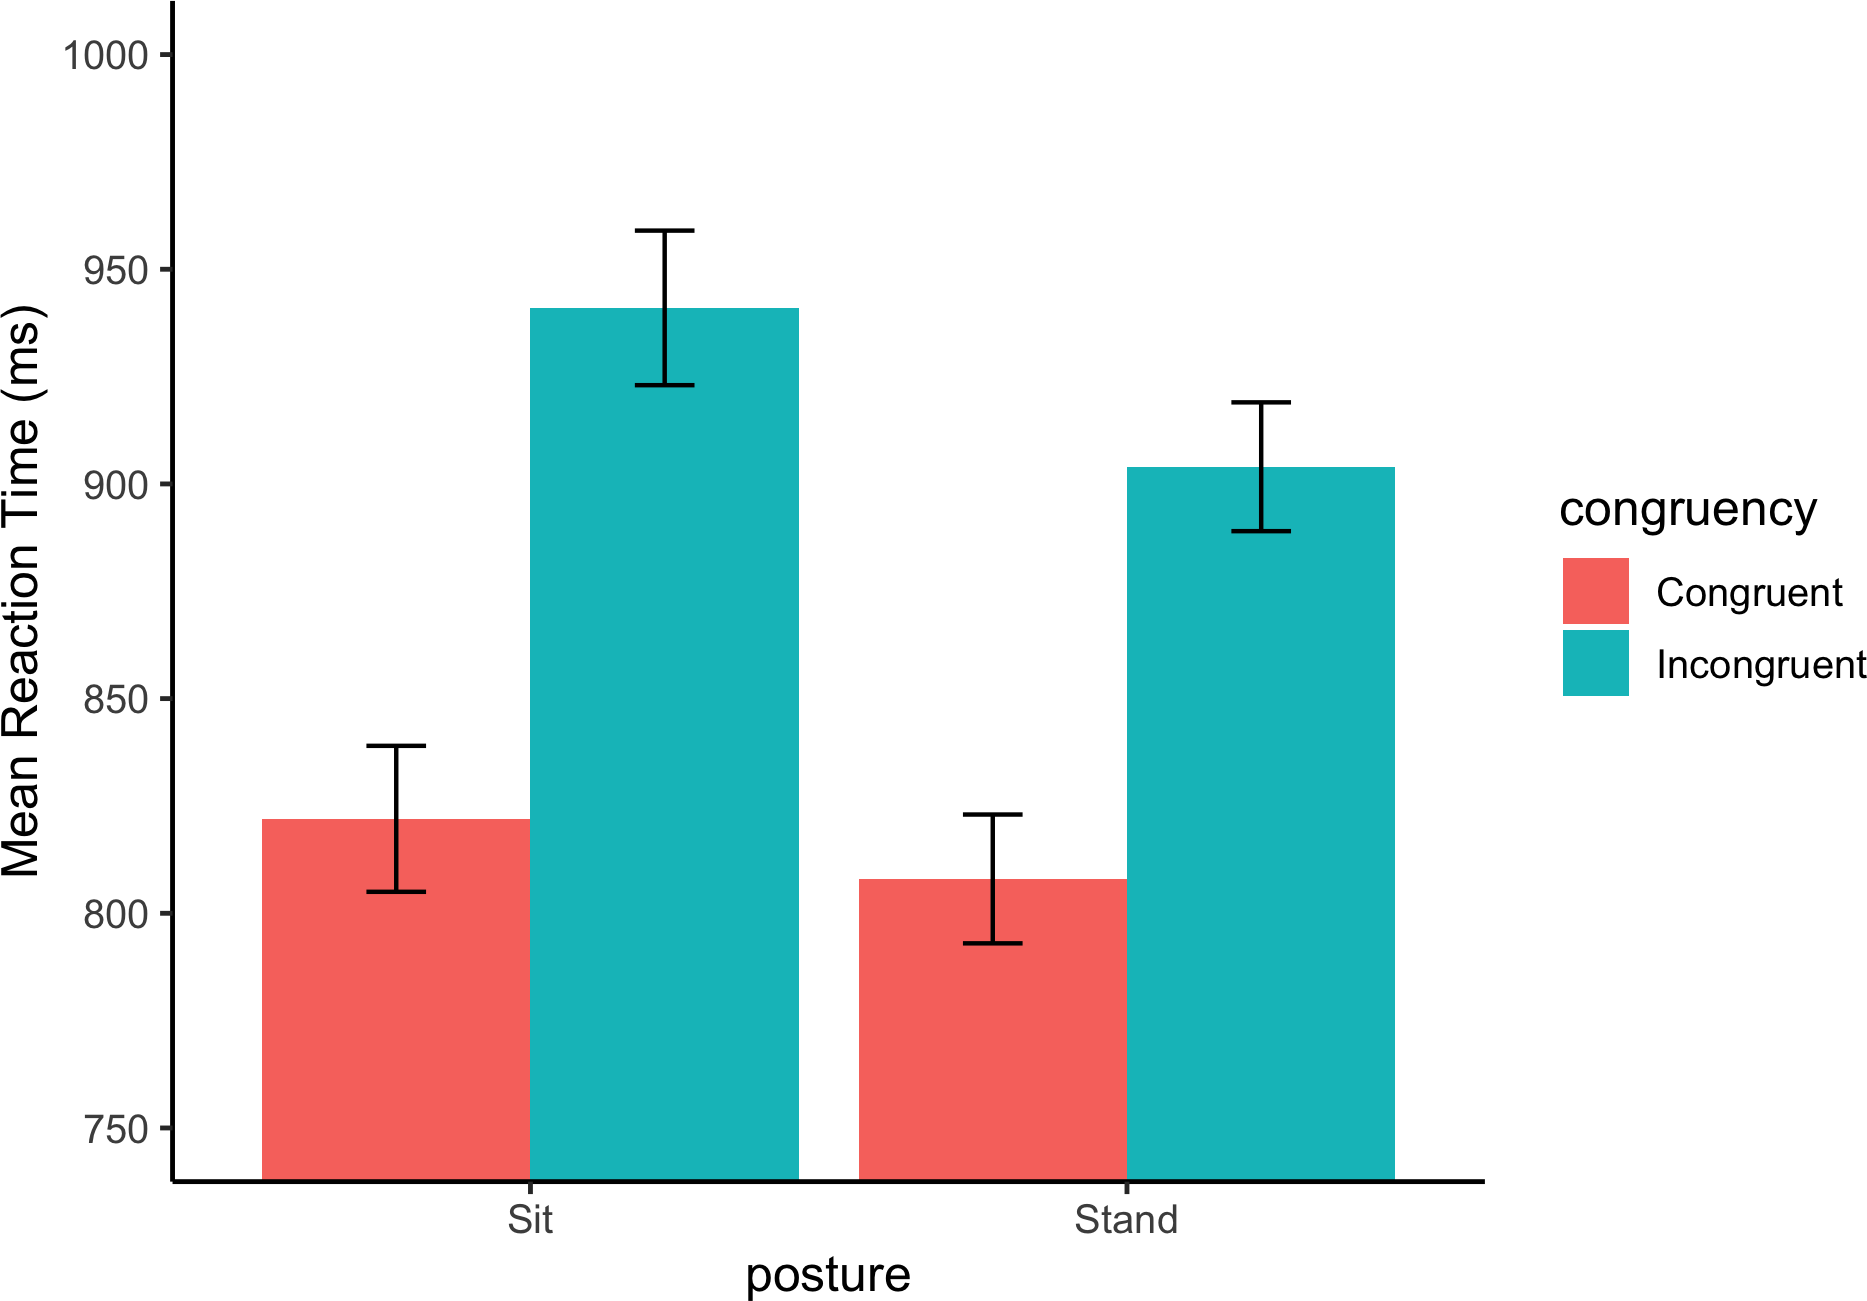 1000
950
900
850
800
750
Mean Reaction Time (ms)
Sit
Stand
posture
congruency
Congruent
Incongruent